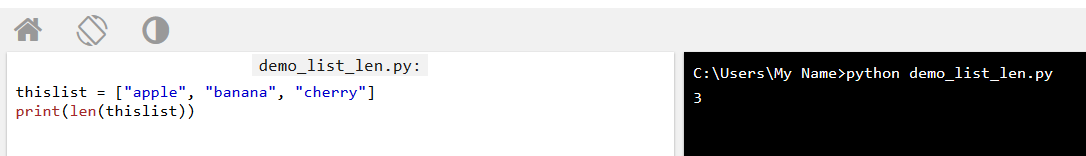 demo_list_len.py:
thislist = ["apple", "banana", "cherry"]
print(len(thislist))
C:\Users\My Name>python demo_list_len.py
3